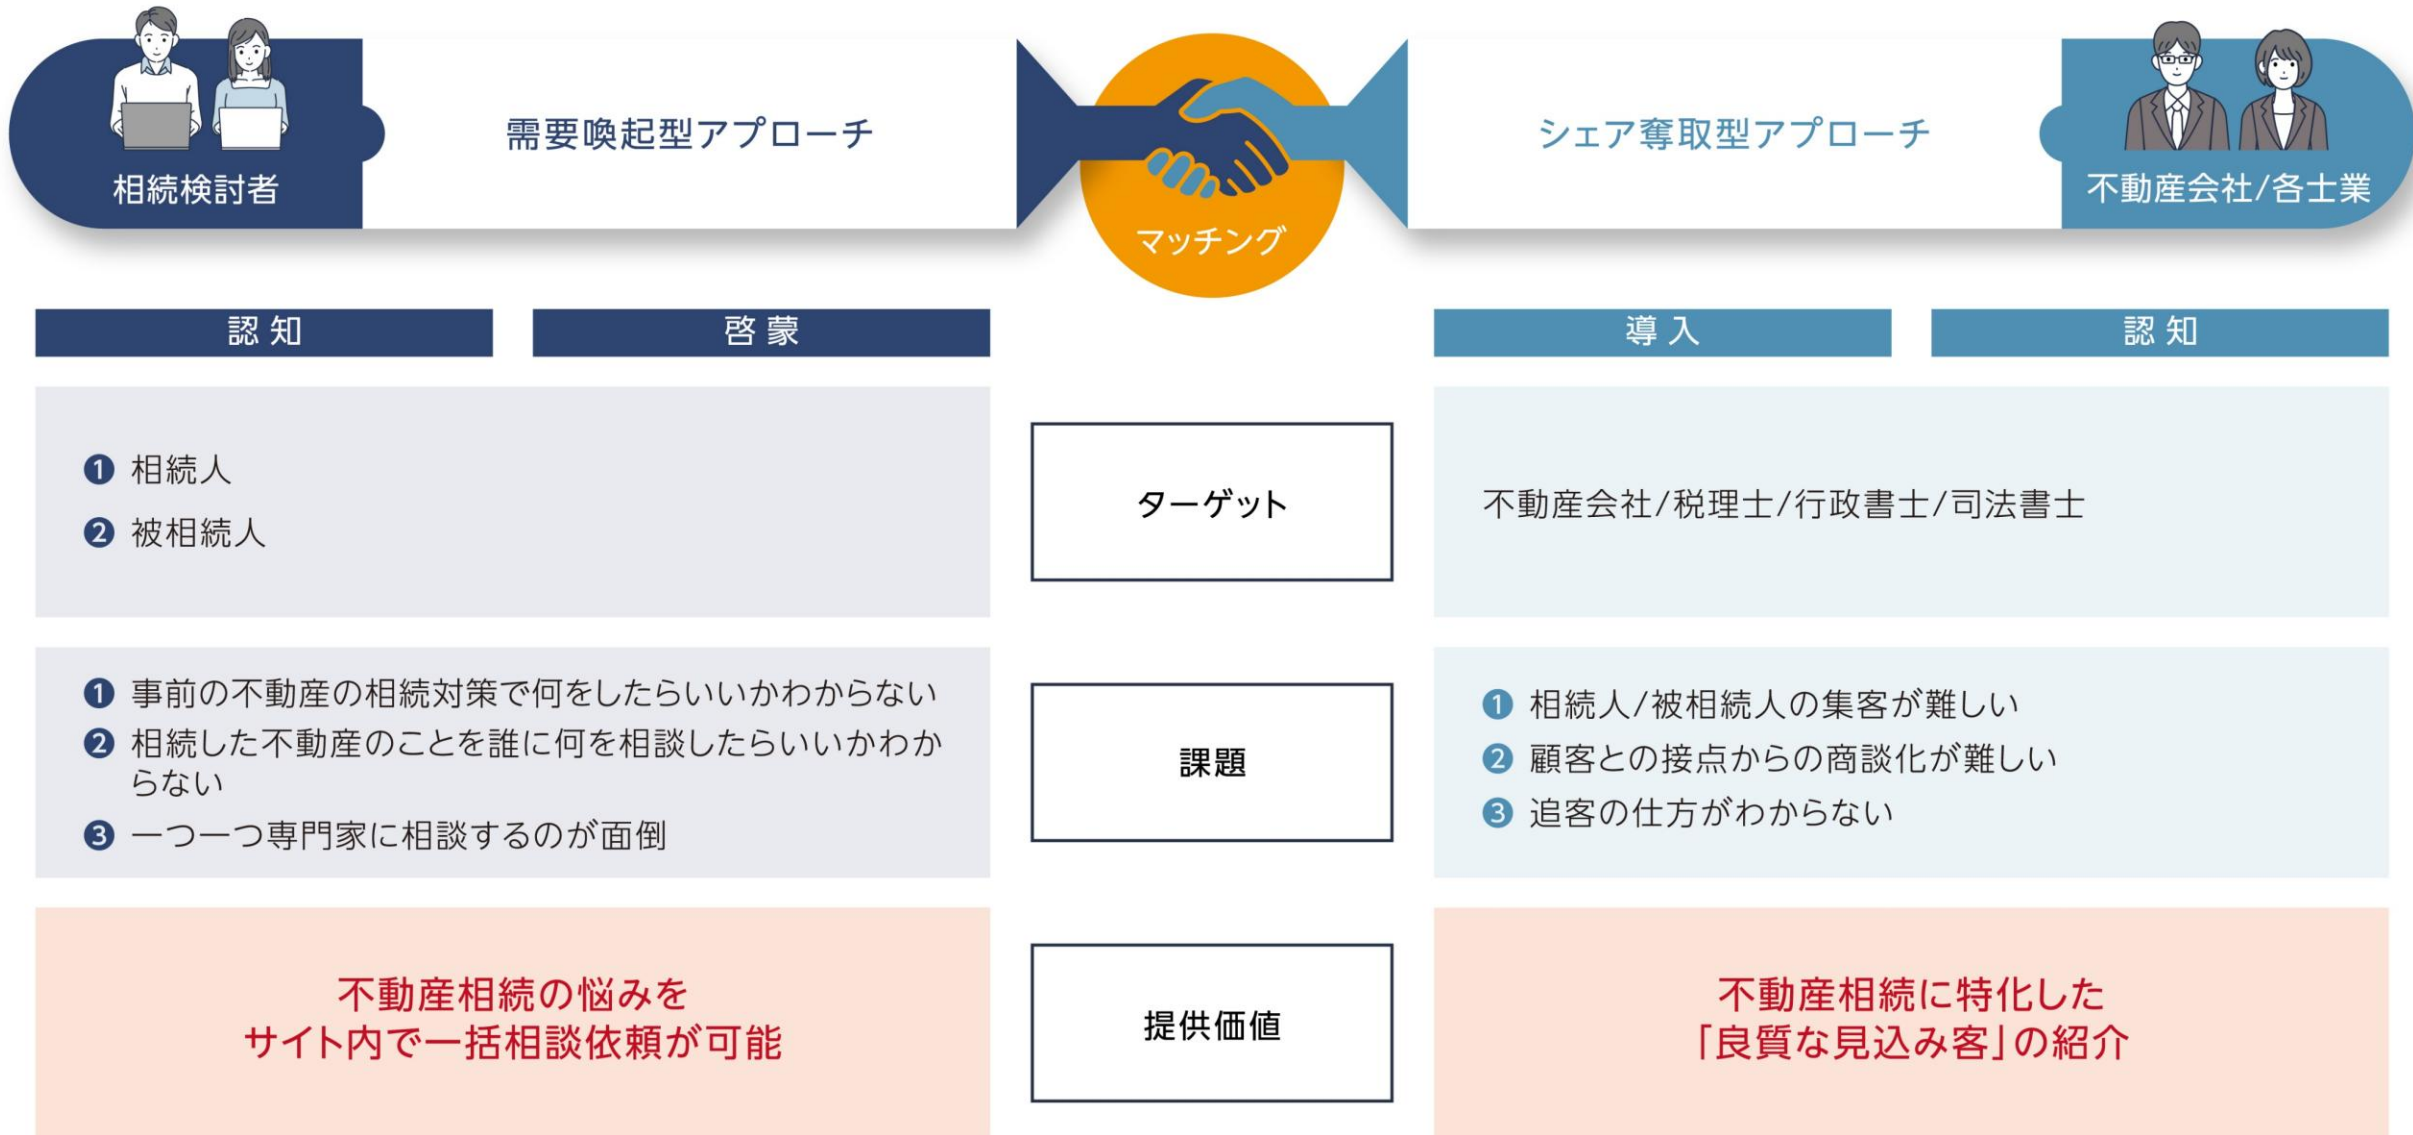 相続検討者
需要喚起型アプローチ
マッチング
シェア奪取型アプローチ
不動産会社/各士業
認知
啓蒙
導入
認知
❶ 相続人
❷ 被相続人
ターゲット
不動産会社/税理士/行政書士/司法書士
❶ 事前の不動産の相続対策で何をしたらいいかわからない
❷ 相続した不動産のことを誰に何を相談したらいいかわか
らない
❸ 一つ一つ専門家に相談するのが面倒
課題
❶ 相続人/被相続人の集客が難しい
❷ 顧客との接点からの商談化が難しい
❸ 追客の仕方がわからない
不動産相続の悩みを
サイト内で一括相談依頼が可能
提供価値
不動産相続に特化した
「良質な見込み客」の紹介